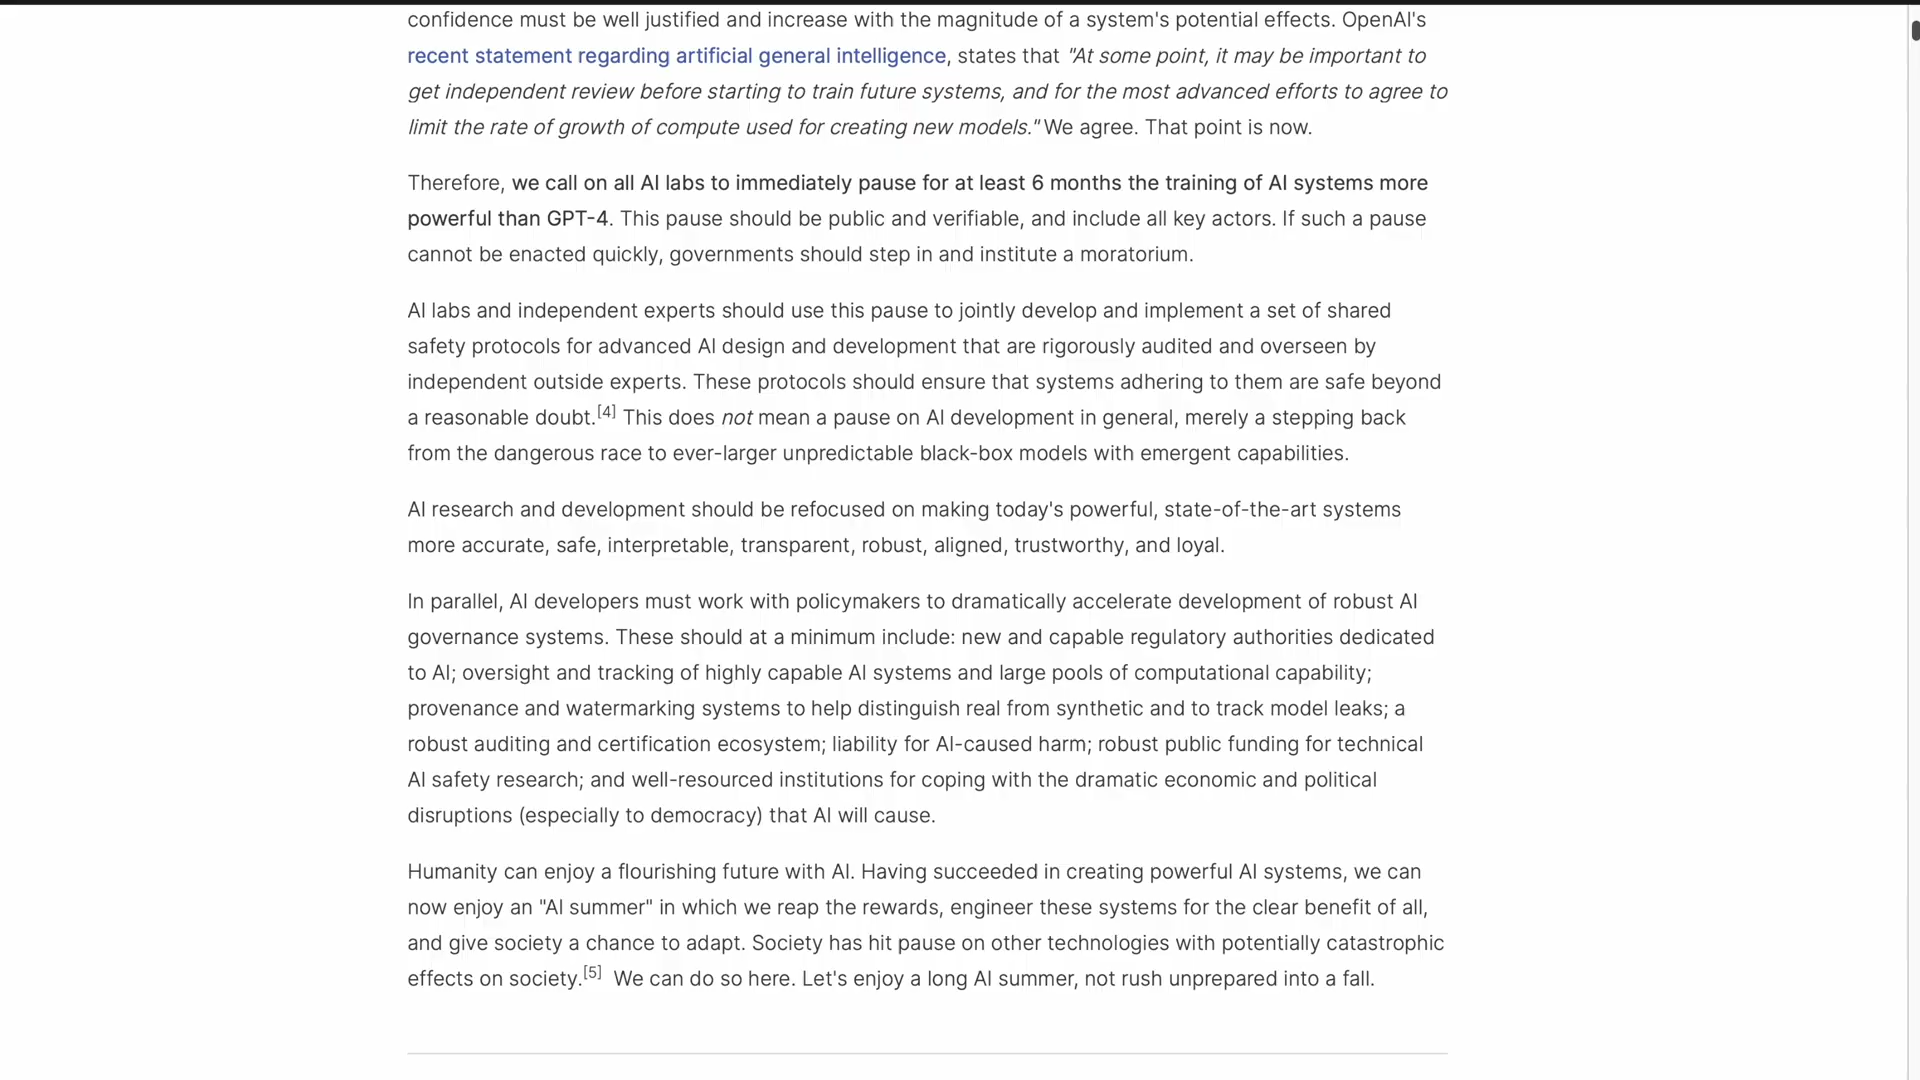 confidence must be well justified and increase with the magnitude of a system's potential effects. OpenAI's
recent statement regarding artificial general intelligence, states that "At some point, it may be important to
get independent review before starting to train future systems, and for the most advanced efforts to agree to
limit the rate of growth of compute used for creating new models." We agree. That point is now.
Therefore, we call on all AI labs to immediately pause for at least 6 months the training of AI systems more
powerful than GPT-4. This pause should be public and verifiable, and include all key actors. If such a pause
cannot be enacted quickly, governments should step in and institute a moratorium.
AI labs and independent experts should use this pause to jointly develop and implement a set of shared
safety protocols for advanced AI design and development that are rigorously audited and overseen by
independent outside experts. These protocols should ensure that systems adhering to them are safe beyond
a reasonable doubt.[4] This does not mean a pause on AI development in general, merely a stepping back
from the dangerous race to ever-larger unpredictable black-box models with emergent capabilities.
AI research and development should be refocused on making today's powerful, state-of-the-art systems
more accurate, safe, interpretable, transparent, robust, aligned, trustworthy, and loyal.
In parallel, AI developers must work with policymakers to dramatically accelerate development of robust AI
governance systems. These should at a minimum include: new and capable regulatory authorities dedicated
to AI; oversight and tracking of highly capable AI systems and large pools of computational capability;
provenance and watermarking systems to help distinguish real from synthetic and to track model leaks; a
robust auditing and certification ecosystem; liability for AI-caused harm; robust public funding for technical
AI safety research; and well-resourced institutions for coping with the dramatic economic and political
disruptions (especially to democracy) that AI will cause.
Humanity can enjoy a flourishing future with AI. Having succeeded in creating powerful AI systems, we can
now enjoy an "AI summer" in which we reap the rewards, engineer these systems for the clear benefit of all,
and give society a chance to adapt. Society has hit pause on other technologies with potentially catastrophic
effects on society.[5] We can do so here. Let's enjoy a long AI summer, not rush unprepared into a fall.